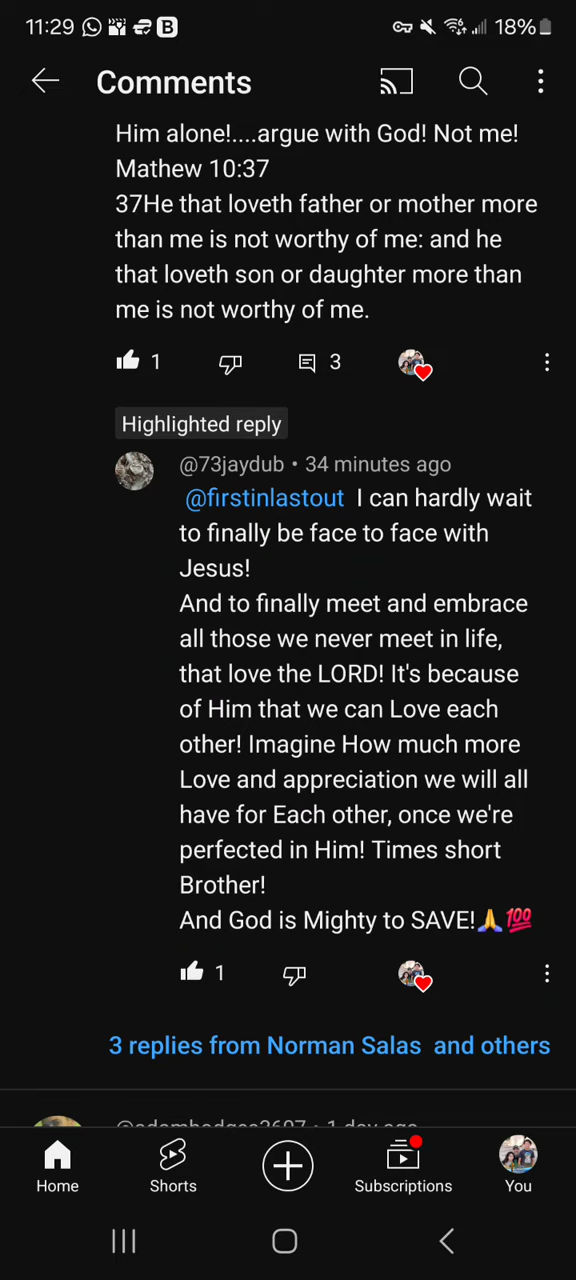 11:29
18%
Comments
Him alone!....argue with God! Not me!
Mathew 10:37
37He that loveth father or mother more
than me is not worthy of me: and he
that loveth son or daughter more than
me is not worthy of me.
1
3
Highlighted reply
@73jaydub • 34 minutes ago
@firstinlastout I can hardly wait
to finally be face to face with
Jesus!
And to finally meet and embrace
all those we never meet in life,
that love the LORD! It's because
of Him that we can Love each
other! Imagine How much more
Love and appreciation we will all
have for Each other, once we're
perfected in Him! Times short
Brother!
And God is Mighty to SAVE!🙏💯
1
3 replies from Norman Salas and others
1 day ago
Home
Shorts
Subscriptions
You